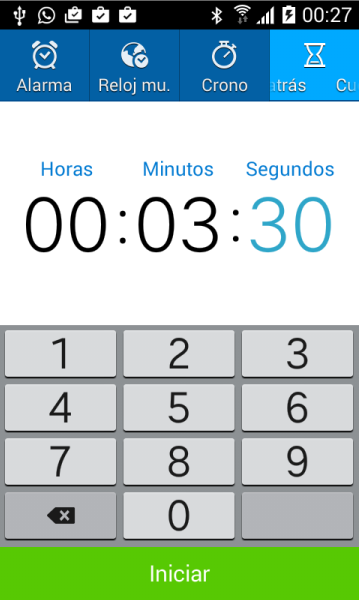 00:27
Alarma
Reloj mu.
Crono
atrás
Cu
Horas Minutos Segundos
00:03:30
1 2 3
4 5 6
7 8 9
0
Iniciar